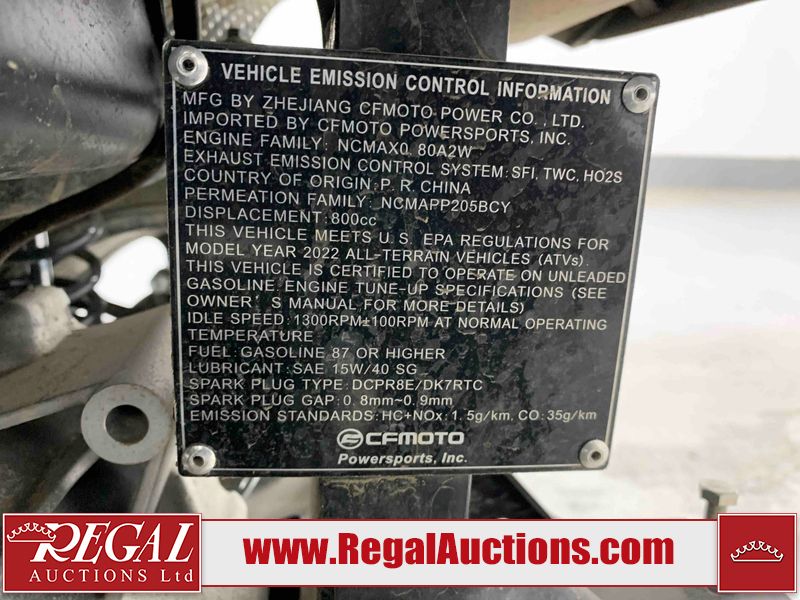 VEHICLE EMISSION CONTROL INFORMATION
MFG BY ZHEJIANG CFMOTO POWER CO., LTD.
IMPORTED BY CFMOTO POWERSPORTS, INC.
ENGINE FAMILY: NCMAX0.80A2W
EXHAUST EMISSION CONTROL SYSTEM: SFI, TWC, HO2S
COUNTRY OF ORIGIN: P. R. CHINA
PERMEATION FAMILY: NCMAPP205BCY
DISPLACEMENT: 800cc
THIS VEHICLE MEETS U.S. EPA REGULATIONS FOR
MODEL YEAR 2022 ALL-TERRAIN VEHICLES (ATVs).
THIS VEHICLE IS CERTIFIED TO OPERATE ON UNLEADED
GASOLINE. ENGINE TUNE-UP SPECIFICATIONS (SEE
OWNER'S MANUAL FOR MORE DETAILS)
IDLE SPEED: 1300RPM±100RPM AT NORMAL OPERATING
TEMPERATURE
FUEL: GASOLINE 87 OR HIGHER
LUBRICANT: SAE 15W/40 SG
SPARK PLUG TYPE: DCPR8E/DK7RTC
SPARK PLUG GAP: 0.8mm~0.9mm
EMISSION STANDARDS: HC+NOx: 1.5g/km, CO: 35g/km
CFMOTO
Powersports, Inc.
REGAL
AUCTIONS Ltd
www.RegalAuctions.com